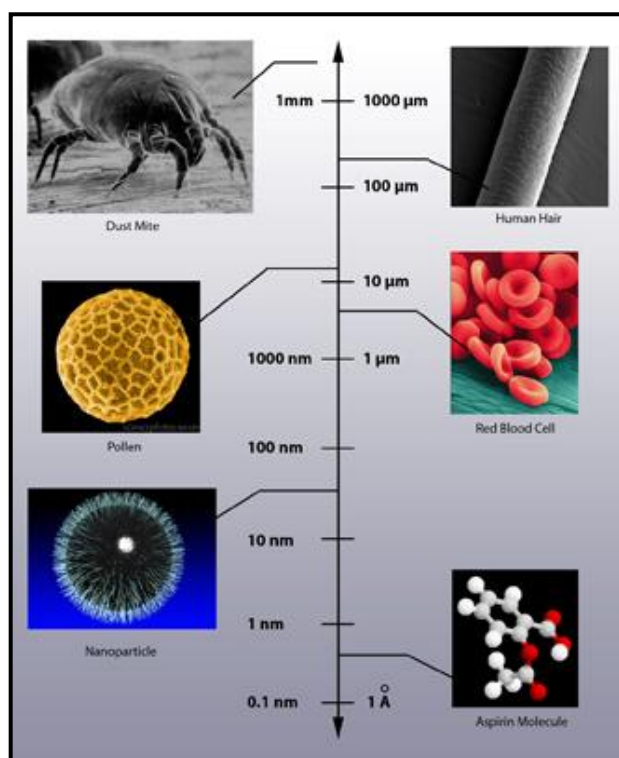 1mm
1000 µm
100 µm
Dust Mite
Human Hair
10 µm
1000 nm
1 µm
Pollen
Red Blood Cell
100 nm
10 nm
1 nm
Nanoparticle
0.1 nm
1 Å
Aspirin Molecule